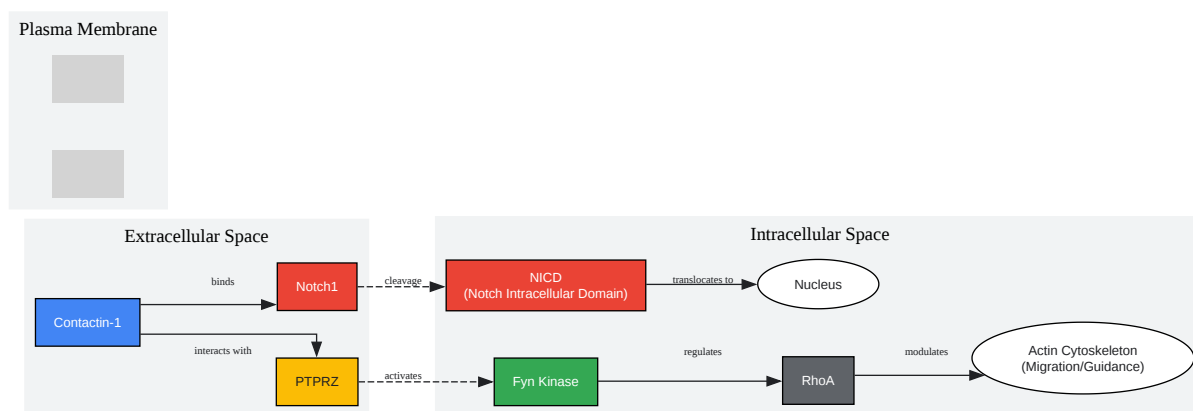 Plasma Membrane
Extracellular Space
Intracellular Space
binds
Notch1
cleavage
NICD
(Notch Intracellular Domain)
translocates to
Nucleus
Contactin-1
interacts with
PTPRZ
activates
Fyn Kinase
regulates
RhoA
modulates
Actin Cytoskeleton
(Migration/Guidance)